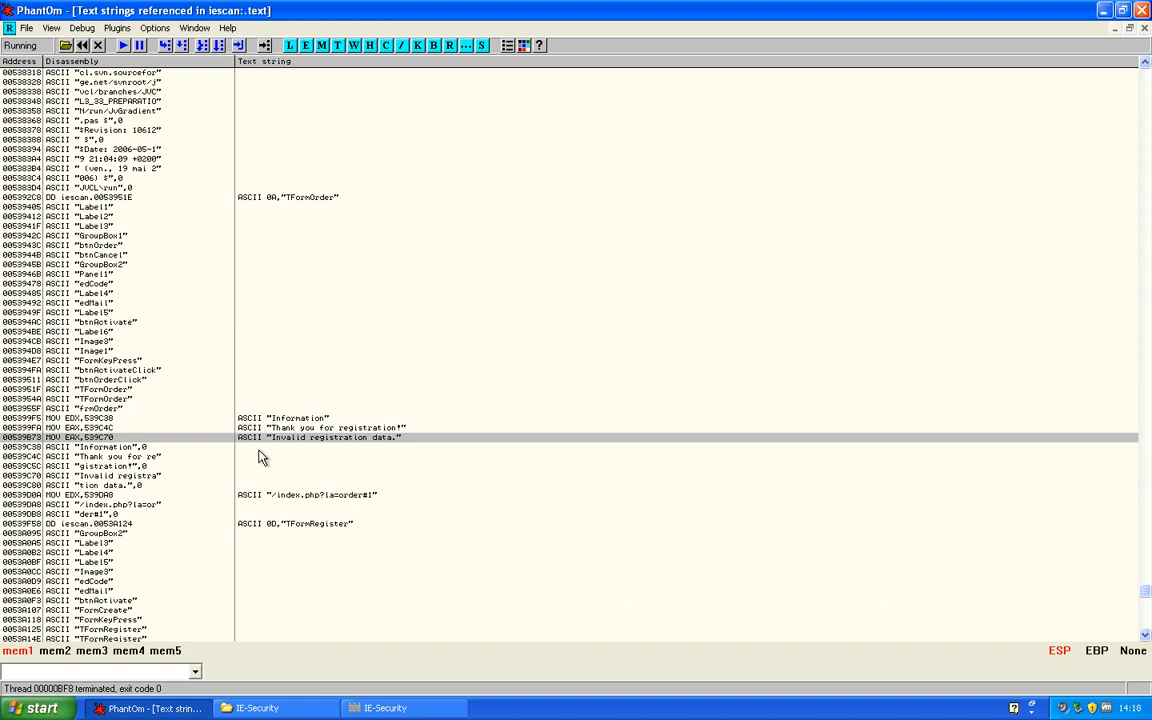 PhantOm - [Text strings referenced in iescan:.text]
File View Debug Plugins Options Window Help
Running L E M T W H C / K B R ... S
Address Disassembly Text string
00538318 ASCII "cl.svn.sourcefor"
00538328 ASCII "ge.net/svnroot/j"
00538338 ASCII "vcl/branches/JVC"
00538348 ASCII "L3_33_PREPARATIO"
00538358 ASCII "N/run/JvGradient"
00538368 ASCII ".pas $",0
00538378 ASCII "$Revision: 10612"
00538388 ASCII " $",0
00538394 ASCII "$Date: 2006-05-1"
005383A4 ASCII "9 21:04:09 +0200"
005383B4 ASCII " (ven., 19 mai 2"
005383C4 ASCII "006) $",0
005383D4 ASCII "JVCL\run",0
005392C8 DD iescan.0053951E ASCII 0A,"TFormOrder"
00539405 ASCII "Label1"
00539412 ASCII "Label2"
0053941F ASCII "Label3"
0053942C ASCII "GroupBox1"
0053943C ASCII "btnOrder"
0053944B ASCII "btnCancel"
0053945B ASCII "GroupBox2"
0053946B ASCII "Panel1"
00539478 ASCII "edCode"
00539485 ASCII "Label4"
00539492 ASCII "edMail"
0053949F ASCII "Label5"
005394AC ASCII "btnActivate"
005394BE ASCII "Label6"
005394CB ASCII "Image3"
005394D8 ASCII "Image1"
005394E7 ASCII "FormKeyPress"
005394FA ASCII "btnActivateClick"
00539511 ASCII "btnOrderClick"
0053951F ASCII "TFormOrder"
0053954A ASCII "TFormOrder"
0053955F ASCII "frmOrder"
005399F5 MOV EDX,539C38 ASCII "Information"
005399FA MOV EAX,539C4C ASCII "Thank you for registration!"
00539B73 MOV EAX,539C70 ASCII "Invalid registration data."
00539C38 ASCII "Information",0
00539C4C ASCII "Thank you for re"
00539C5C ASCII "gistration!",0
00539C70 ASCII "Invalid registra"
00539C80 ASCII "tion data.",0
00539D0A MOV EDX,539DA8 ASCII "/index.php?la=order#1"
00539DA8 ASCII "/index.php?la=or"
00539DB8 ASCII "der#1",0
00539F58 DD iescan.0053A124 ASCII 0D,"TFormRegister"
0053A095 ASCII "GroupBox2"
0053A0A5 ASCII "Label3"
0053A0B2 ASCII "Label4"
0053A0BF ASCII "Label5"
0053A0CC ASCII "Image3"
0053A0D9 ASCII "edCode"
0053A0E6 ASCII "edMail"
0053A0F3 ASCII "btnActivate"
0053A107 ASCII "FormCreate"
0053A118 ASCII "FormKeyPress"
0053A125 ASCII "TFormRegister"
0053A14E ASCII "TFormRegister"
mem1 mem2 mem3 mem4 mem5 ESP EBP None
Thread 00000BF8 terminated, exit code 0
start PhantOm - [Text strin... IE-Security IE-Security 14:18